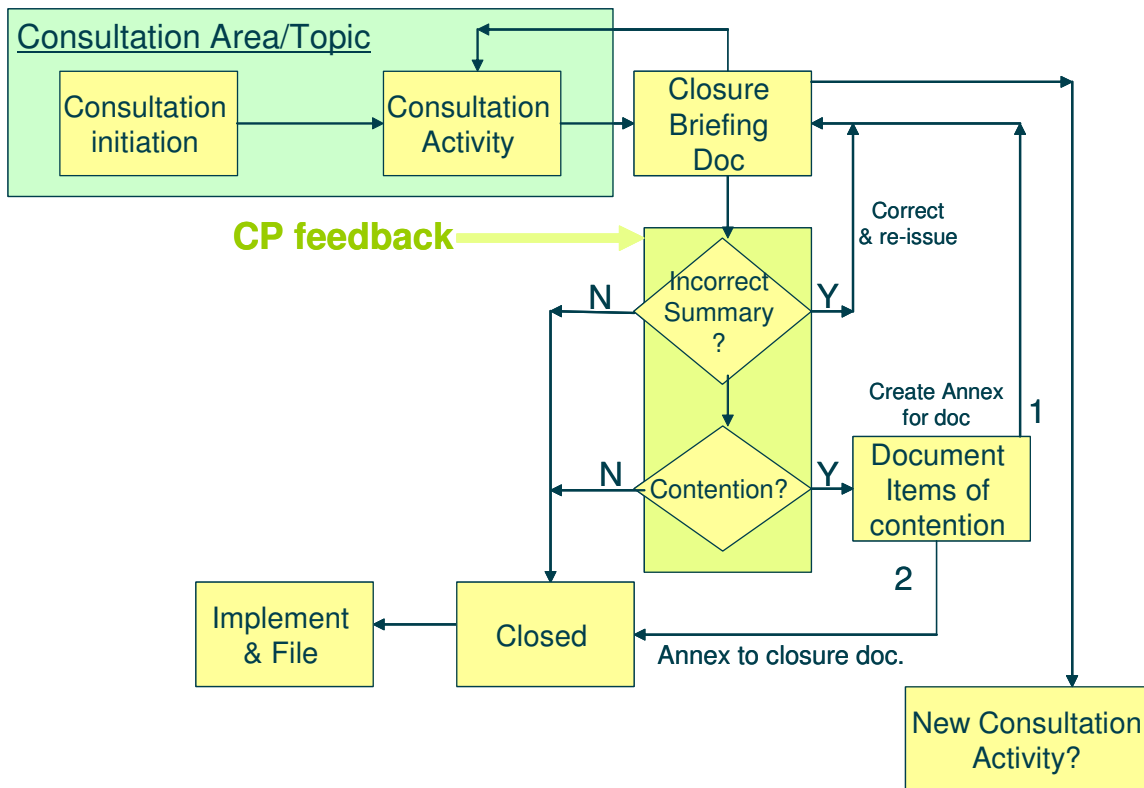 Consultation Area/Topic
Consultation
initiation
Consultation
Activity
Closure
Briefing
Doc
CP feedback
Correct
& re-issue
Incorrect
Summary
?
N
Y
Create Annex
for doc
1
Contention?
N
Y
Document
Items of
contention
2
Implement
& File
Closed
Annex to closure doc.
New Consultation
Activity?